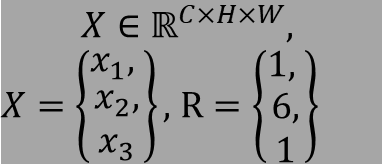 X ∈ ℝ^{C×H×W},
X = {x₁, x₂, x₃}, R = {1, 6, 1}